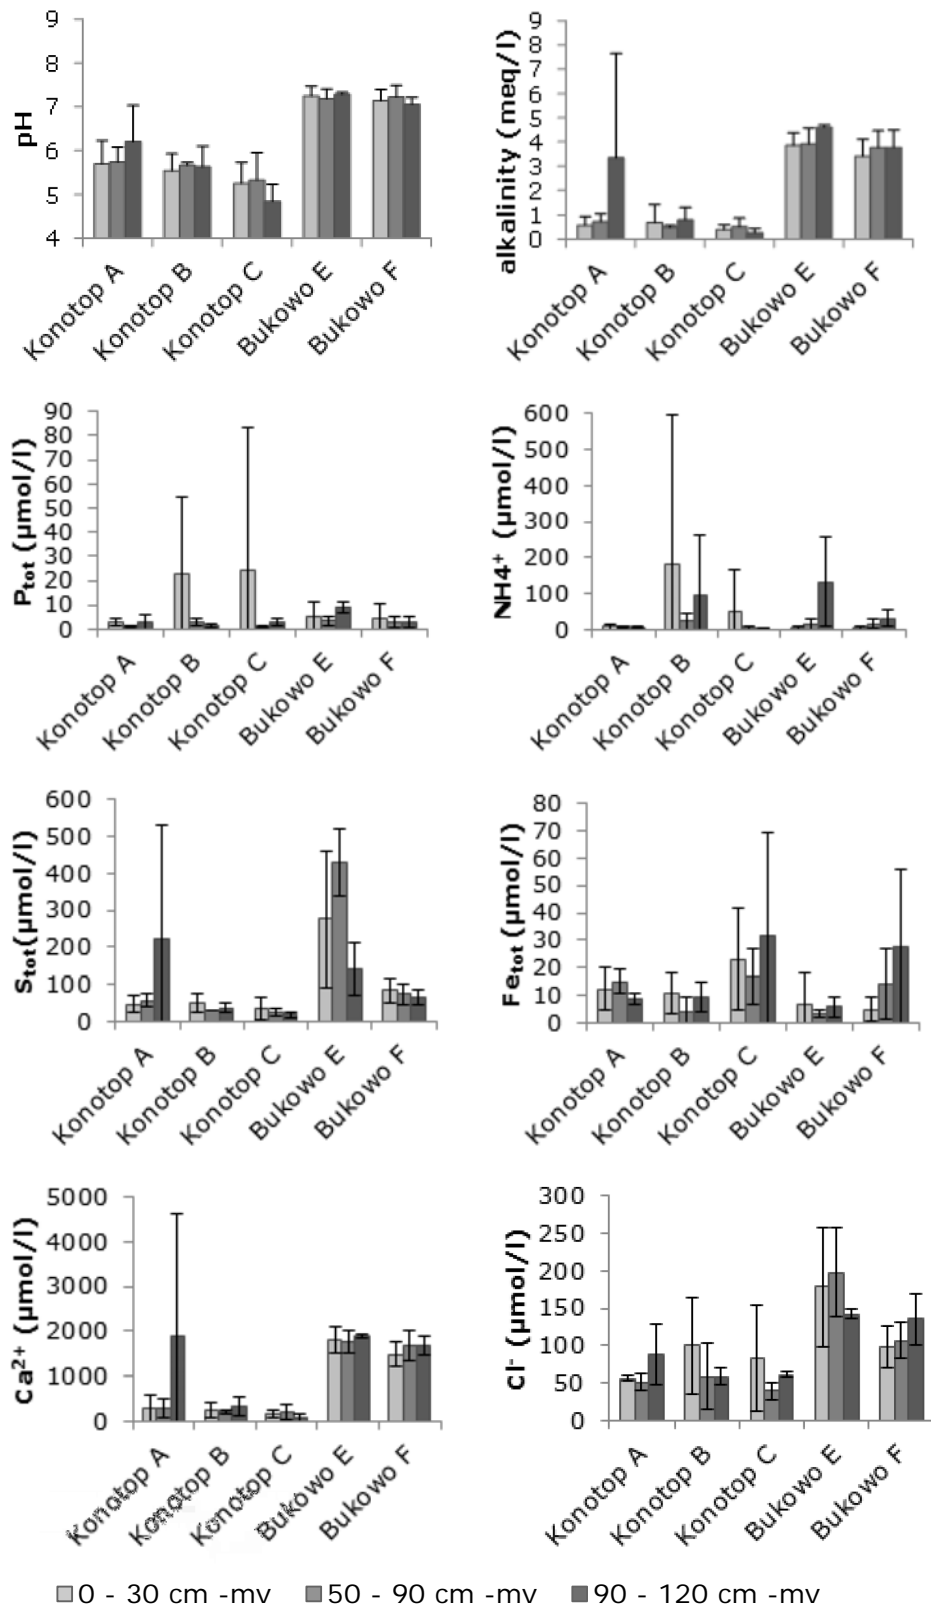 pH
9
8
7
6
5
4
Konotop A
Konotop B
Konotop C
Bukowo E
Bukowo F
alkalinity (meq/l)
9
8
7
6
5
4
3
2
1
0
Konotop A
Konotop B
Konotop C
Bukowo E
Bukowo F
Ptot (µmol/l)
90
80
70
60
50
40
30
20
10
0
Konotop A
Konotop B
Konotop C
Bukowo E
Bukowo F
NH4⁺ (µmol/l)
600
500
400
300
200
100
0
Konotop A
Konotop B
Konotop C
Bukowo E
Bukowo F
Stot(µmol/l)
600
500
400
300
200
100
0
Konotop A
Konotop B
Konotop C
Bukowo E
Bukowo F
Fetot (µmol/l)
80
70
60
50
40
30
20
10
0
Konotop A
Konotop B
Konotop C
Bukowo E
Bukowo F
Ca²⁺ (µmol/l)
5000
4000
3000
2000
1000
0
Konotop A
Konotop B
Konotop C
Bukowo E
Bukowo F
Cl⁻ (µmol/l)
300
250
200
150
100
50
0
Konotop A
Konotop B
Konotop C
Bukowo E
Bukowo F
0 - 30 cm -mv 50 - 90 cm -mv 90 - 120 cm -mv